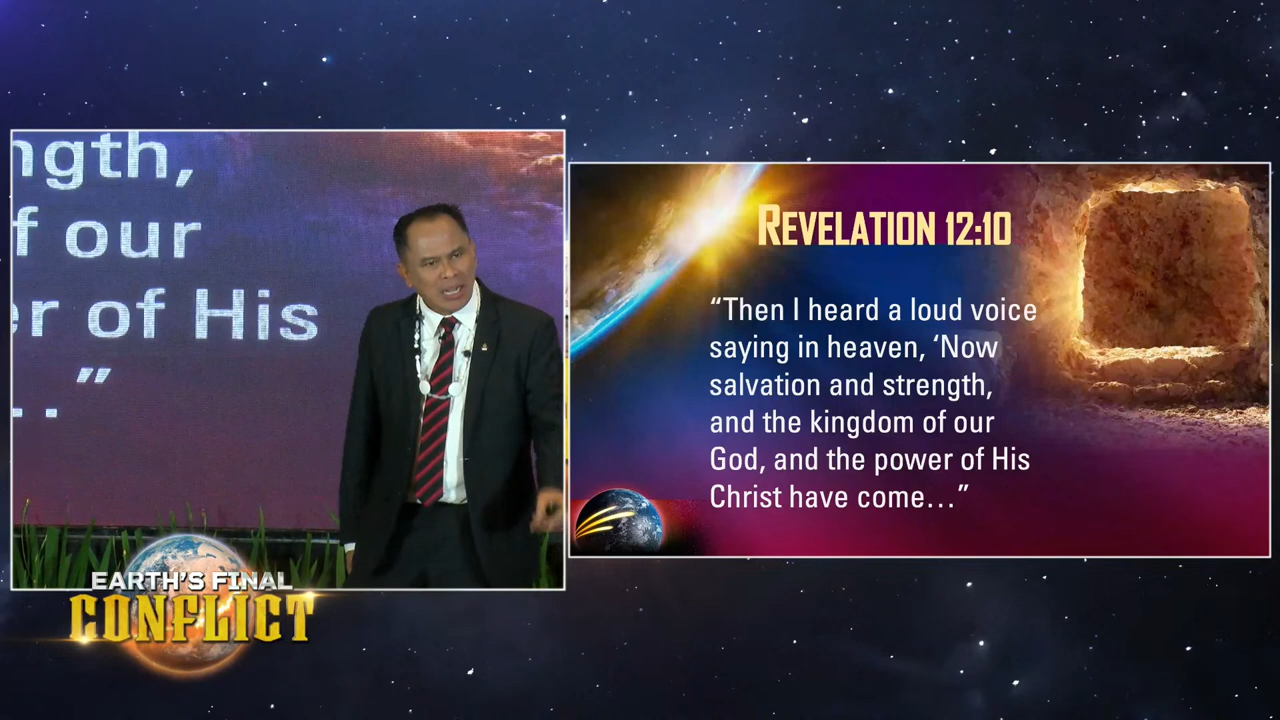 ngth,
f our
er of His
. . ”
EARTH'S FINAL
CONFLICT
REVELATION 12:10
“Then I heard a loud voice
saying in heaven, ‘Now
salvation and strength,
and the kingdom of our
God, and the power of His
Christ have come…”